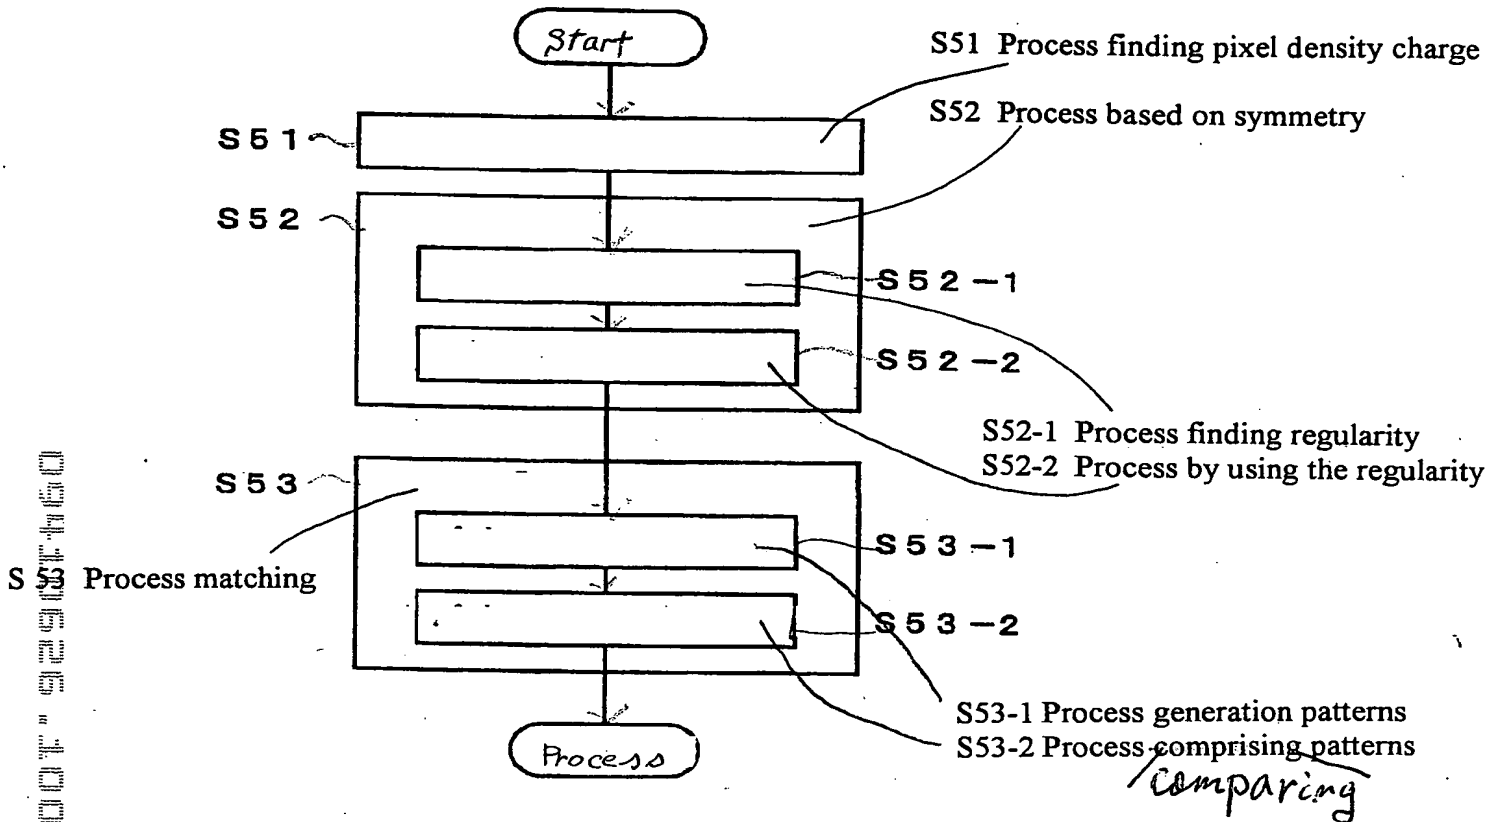 Start
S51 Process finding pixel density charge
S52 Process based on symmetry
S51
S52
S52-1
S52-2
S52-1 Process finding regularity
S52-2 Process by using the regularity
S53
S53-1
S 53 Process matching
S53-2
S53-1 Process generation patterns
S53-2 Process comprising patterns
comparing
Process